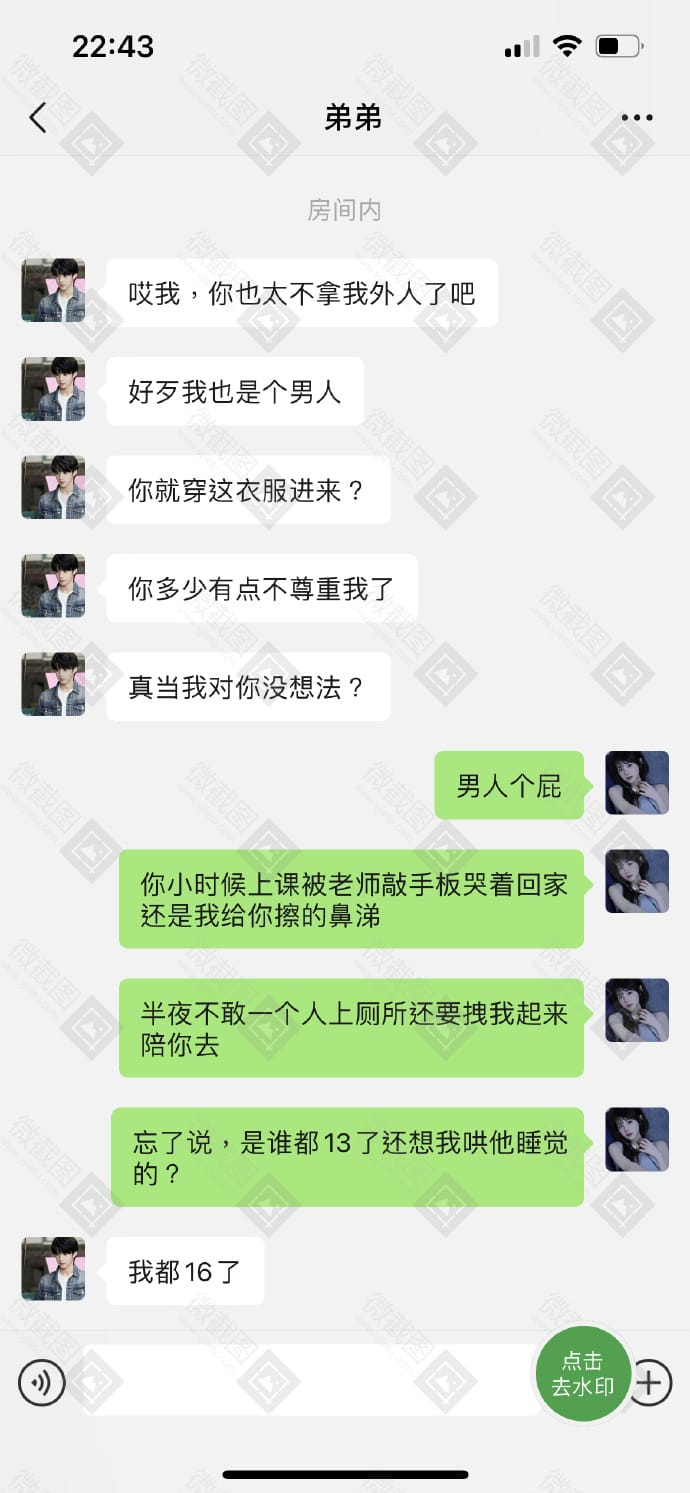 22:43
弟弟
房间内
哎我，你也太不拿我外人了吧
好歹我也是个男人
你就穿这衣服进来？
你多少有点不尊重我了
真当我对你没想法？
男人个屁
你小时候上课被老师敲手板哭着回家
还是我给你擦的鼻涕
半夜不敢一个人上厕所还要拽我起来
陪你去
忘了说，是谁都13了还想我哄他睡觉
的？
我都16了
点击
去水印
微截图